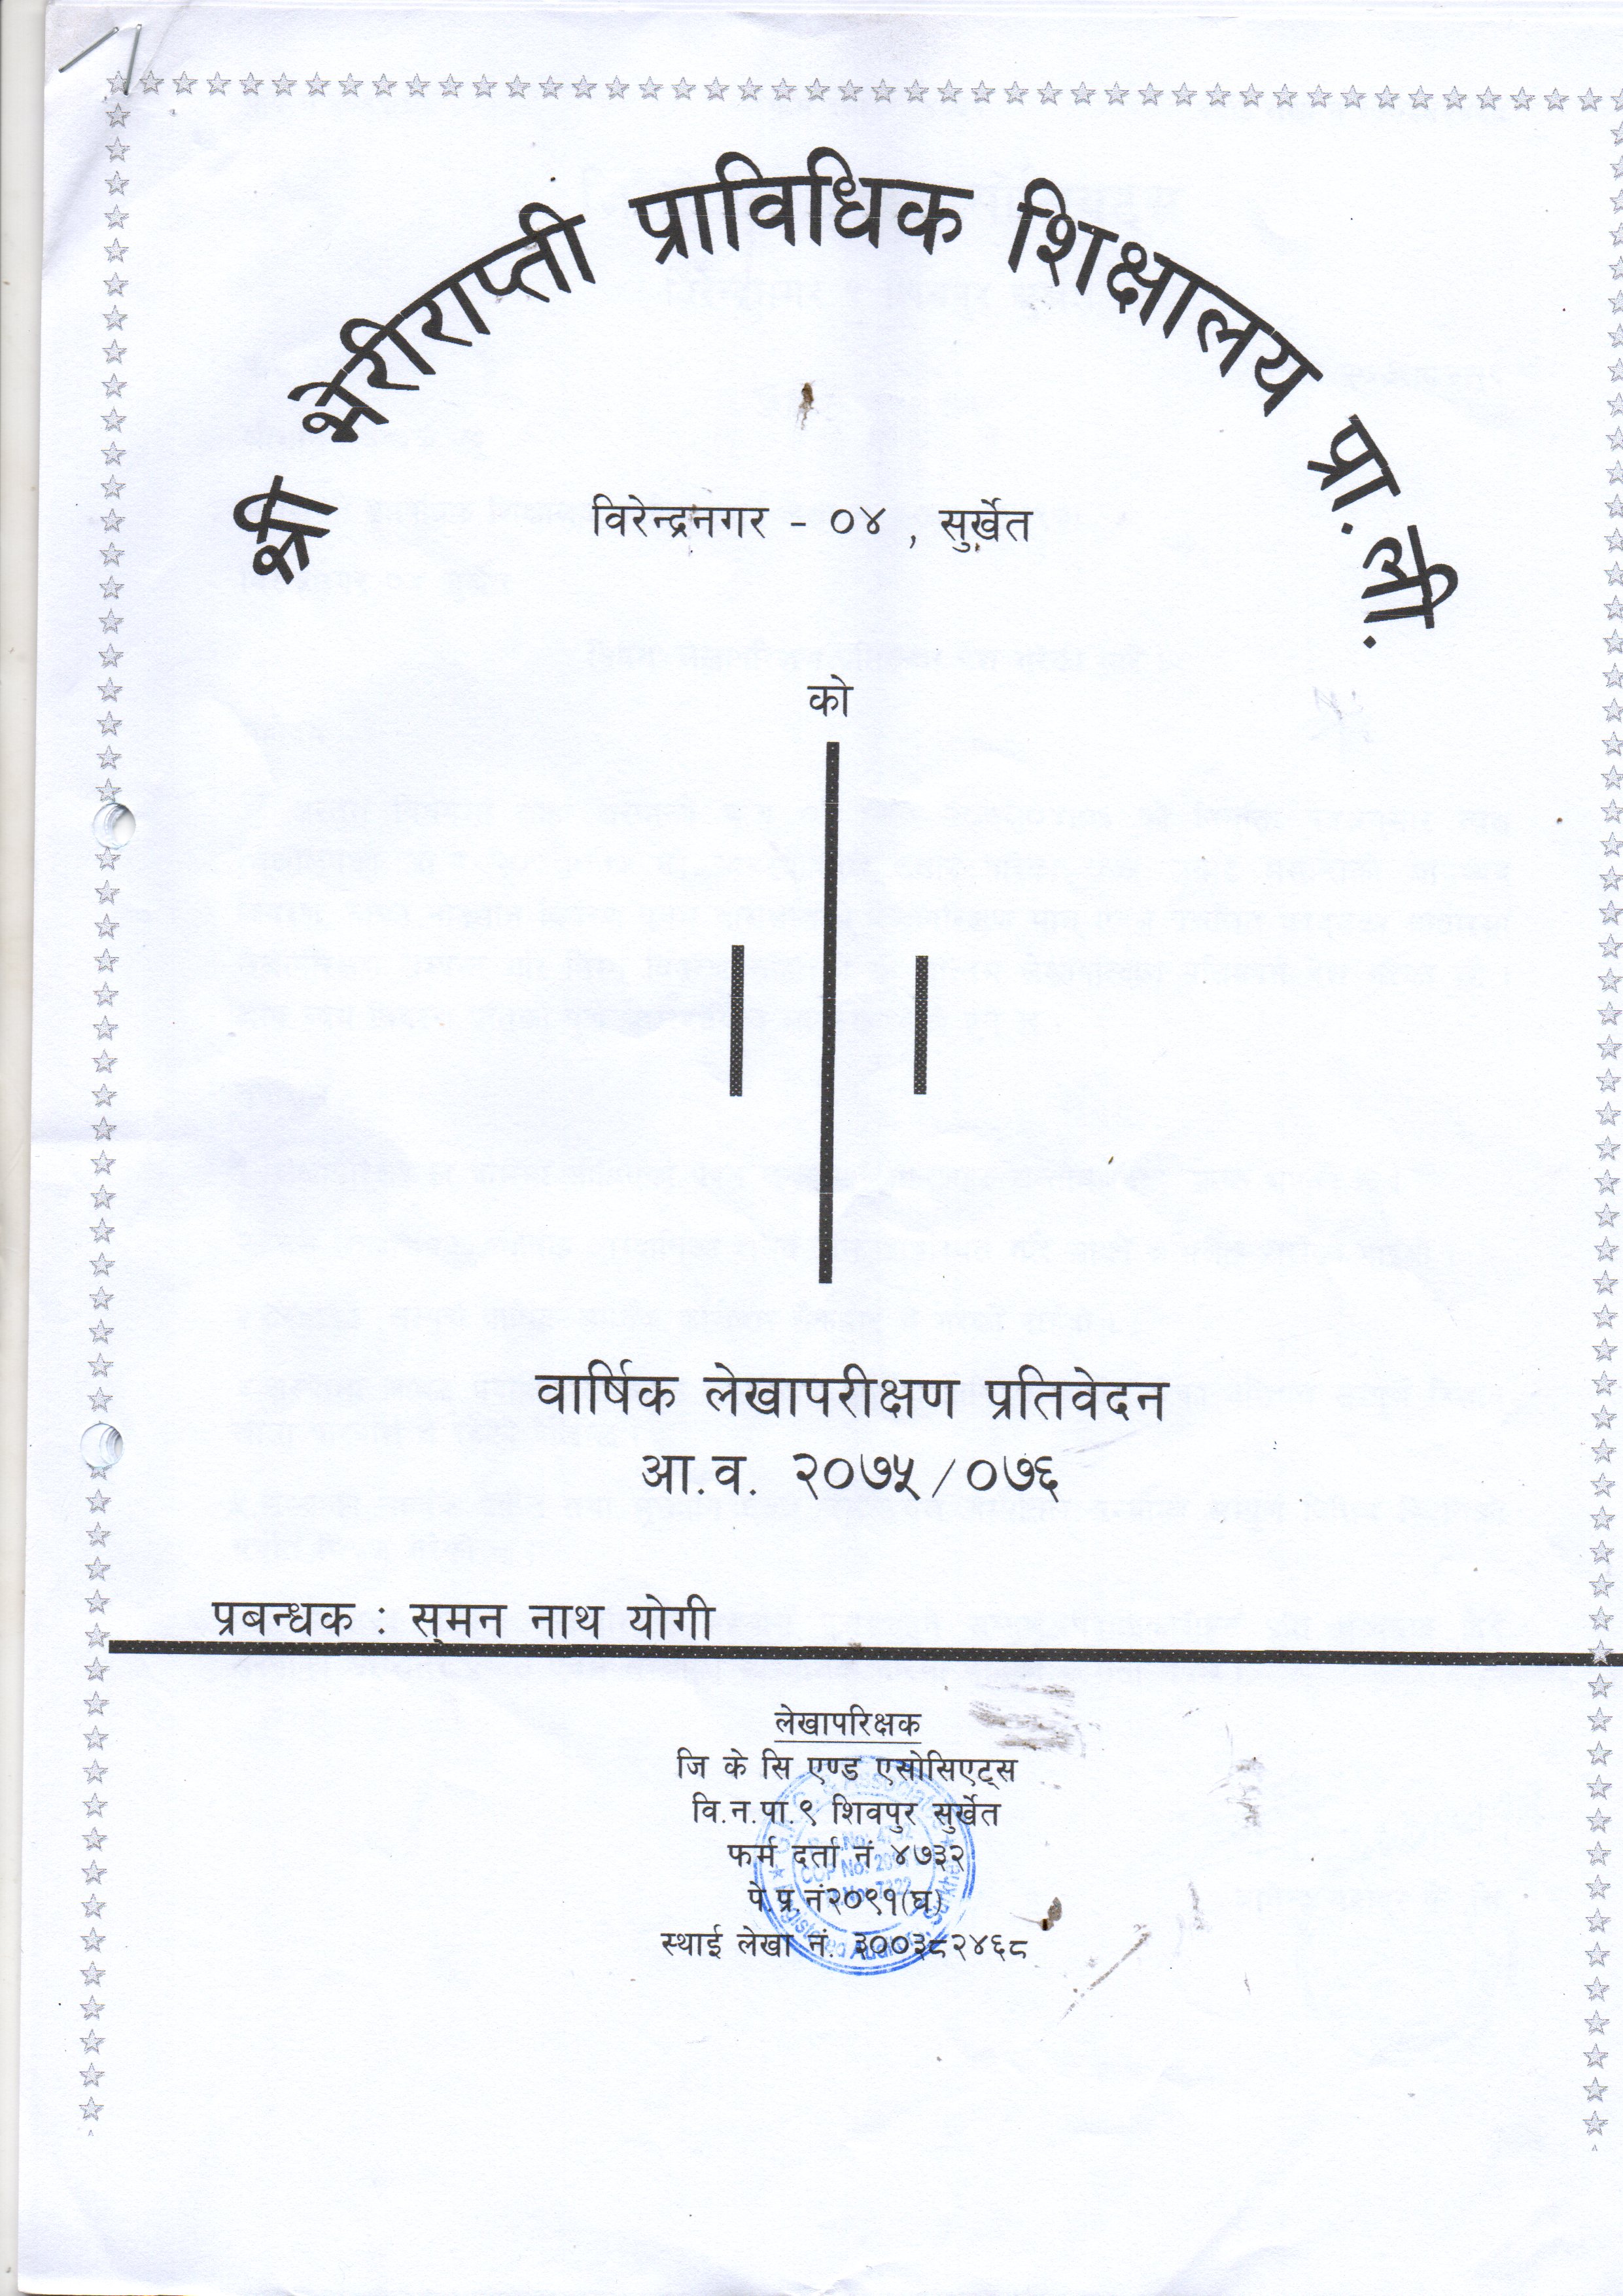 श्री भेरीराप्ती प्राविधिक शिक्षालय प्रा.ली.
विरेन्द्रनगर - ०४ , सुर्खेत
को
वार्षिक लेखापरीक्षण प्रतिवेदन
आ.व. २०७५/०७६
प्रबन्धक : सुमन नाथ योगी
लेखापरिक्षक
जि के सि एण्ड एसोसिएट्स
वि.न.पा.९ शिवपुर सुर्खेत
फर्म दर्ता नं ४७३२
पे.प्र.नं२०९१(घ)
स्थाई लेखा नं. ३००३८२४६८